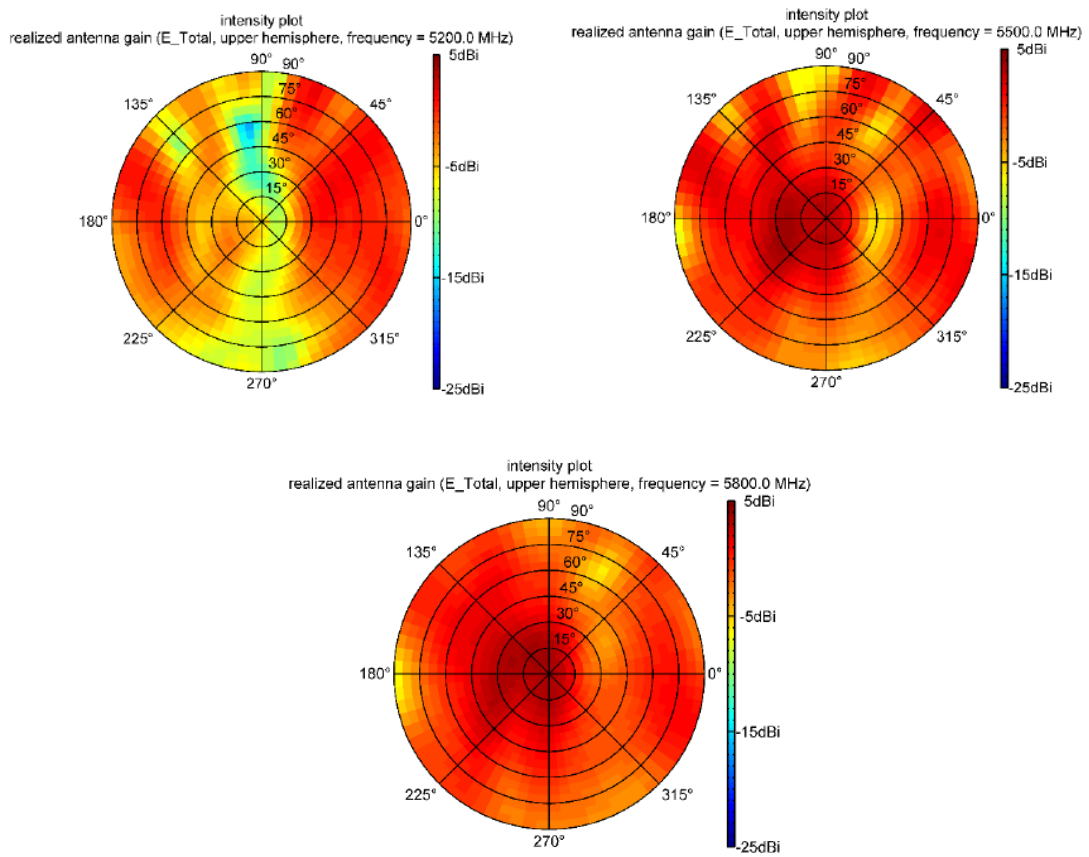 intensity plot
realized antenna gain (E_Total, upper hemisphere, frequency = 5200.0 MHz)
90°
90°
5dBi
75°
135°
45°
60°
45°
30°
-5dBi
15°
180°
0°
-15dBi
225°
315°
270°
-25dBi
intensity plot
realized antenna gain (E_Total, upper hemisphere, frequency = 5500.0 MHz)
90°
90°
5dBi
75°
135°
45°
60°
45°
30°
-5dBi
15°
180°
0°
-15dBi
225°
315°
270°
-25dBi
intensity plot
realized antenna gain (E_Total, upper hemisphere, frequency = 5800.0 MHz)
90°
90°
5dBi
75°
135°
45°
60°
45°
30°
-5dBi
15°
180°
0°
-15dBi
225°
315°
270°
-25dBi